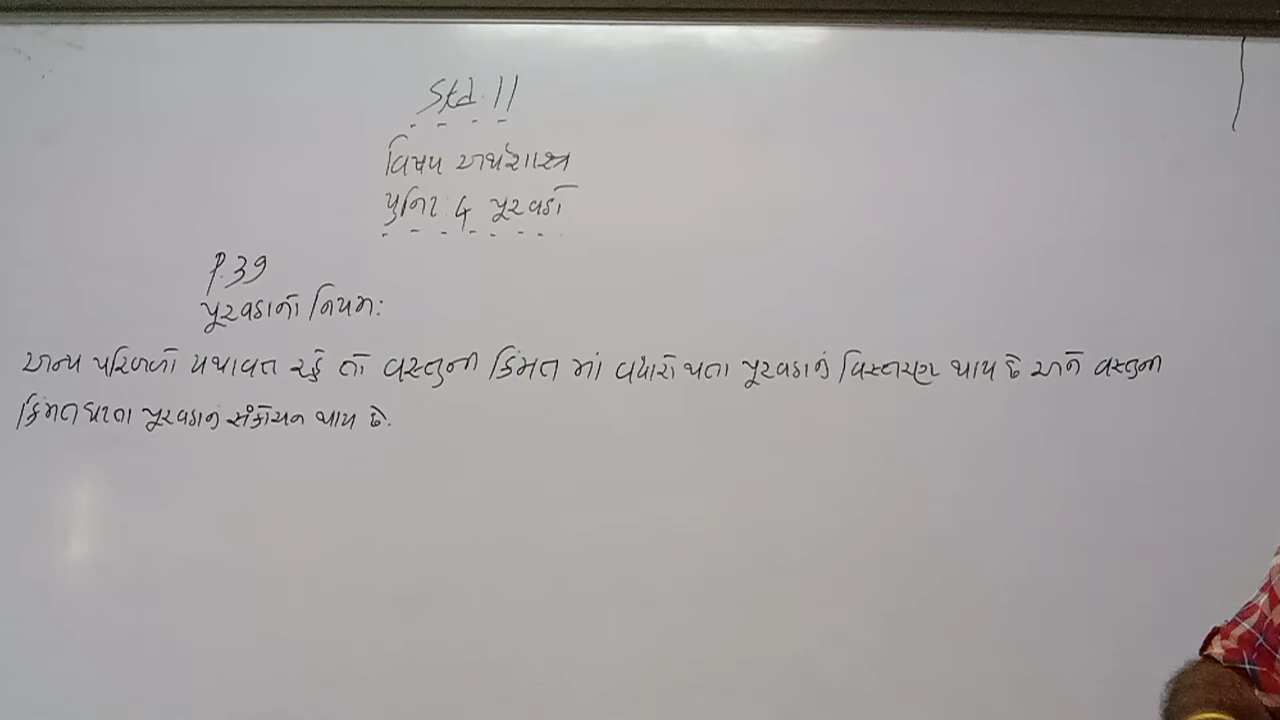 Std. 11
વિષય અર્થશાસ્ત્ર
યુનિટ: 4 પૂરવઠો
P.39
પૂરવઠાનો નિયમ:
અન્ય પરિબળો યથાવત રહે તો વસ્તુની કિંમત માં વધારો થતા પૂરવઠાનું વિસ્તરણ થાય છે અને વસ્તુની
કિંમત ઘટતા પૂરવઠાનું સંકોચન થાય છે.